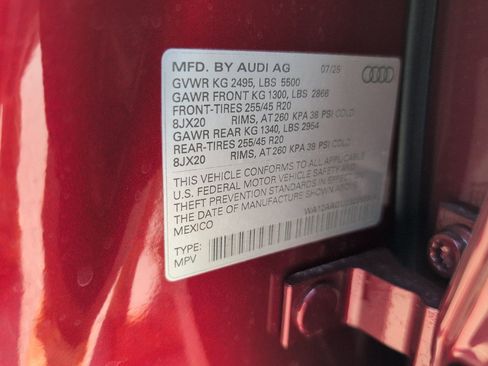 MFD. BY AUDI AG 07/25
GVWR KG 2495, LBS 5500
GAWR FRONT KG 1300, LBS 2866
FRONT-TIRES 255/45 R20
8JX20 RIMS, AT 260 KPA 38 PSI COLD
GAWR REAR KG 1340, LBS 2954
REAR-TIRES 255/45 R20
8JX20 RIMS, AT 260 KPA 38 PSI COLD
THIS VEHICLE CONFORMS TO ALL APPLICABLE
U.S. FEDERAL MOTOR VEHICLE SAFETY AND
THEFT PREVENTION STANDARDS IN EFFECT ON
THE DATE OF MANUFACTURE SHOWN ABOVE
MEXICO
TYPE:
MPV